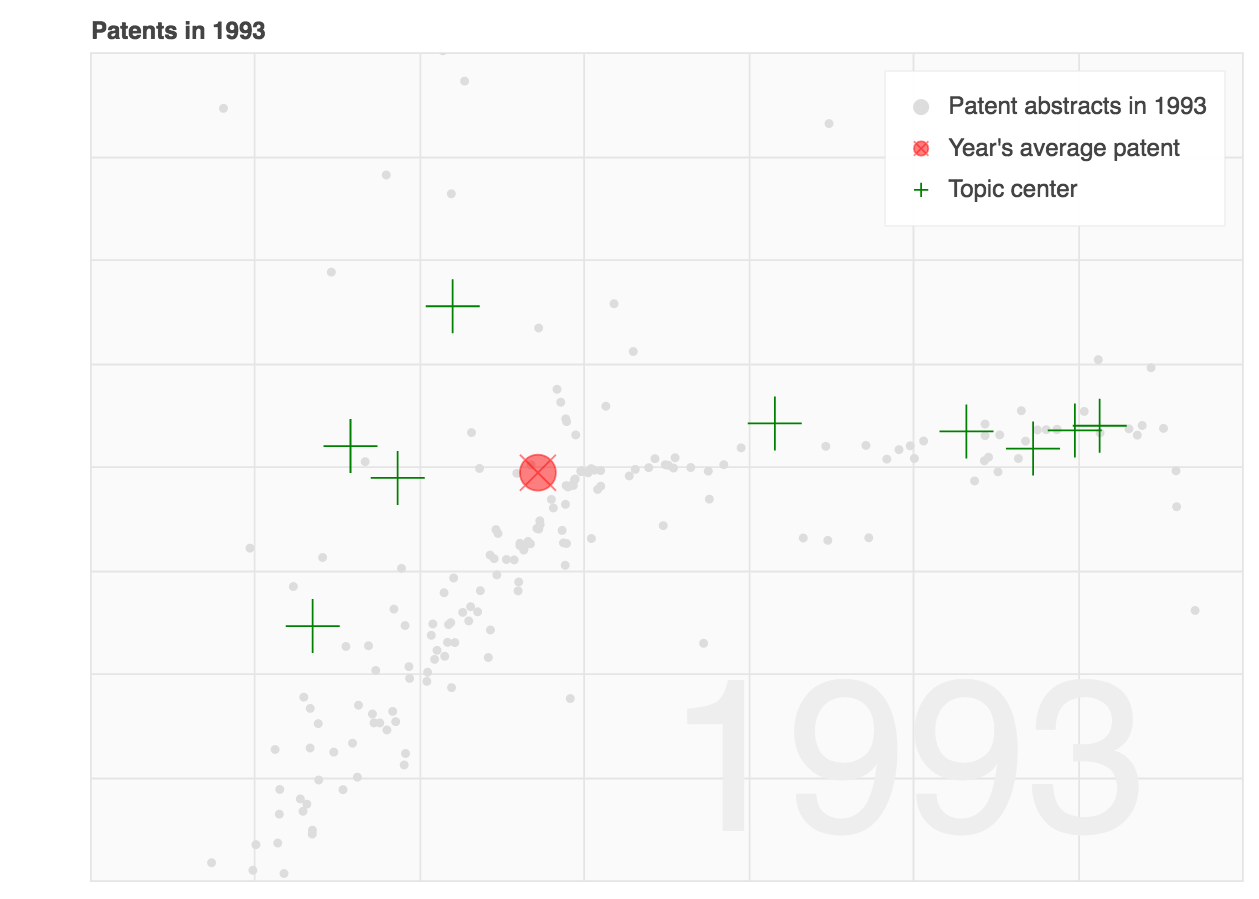 Patents in 1993
Patent abstracts in 1993
Year's average patent
Topic center
1993